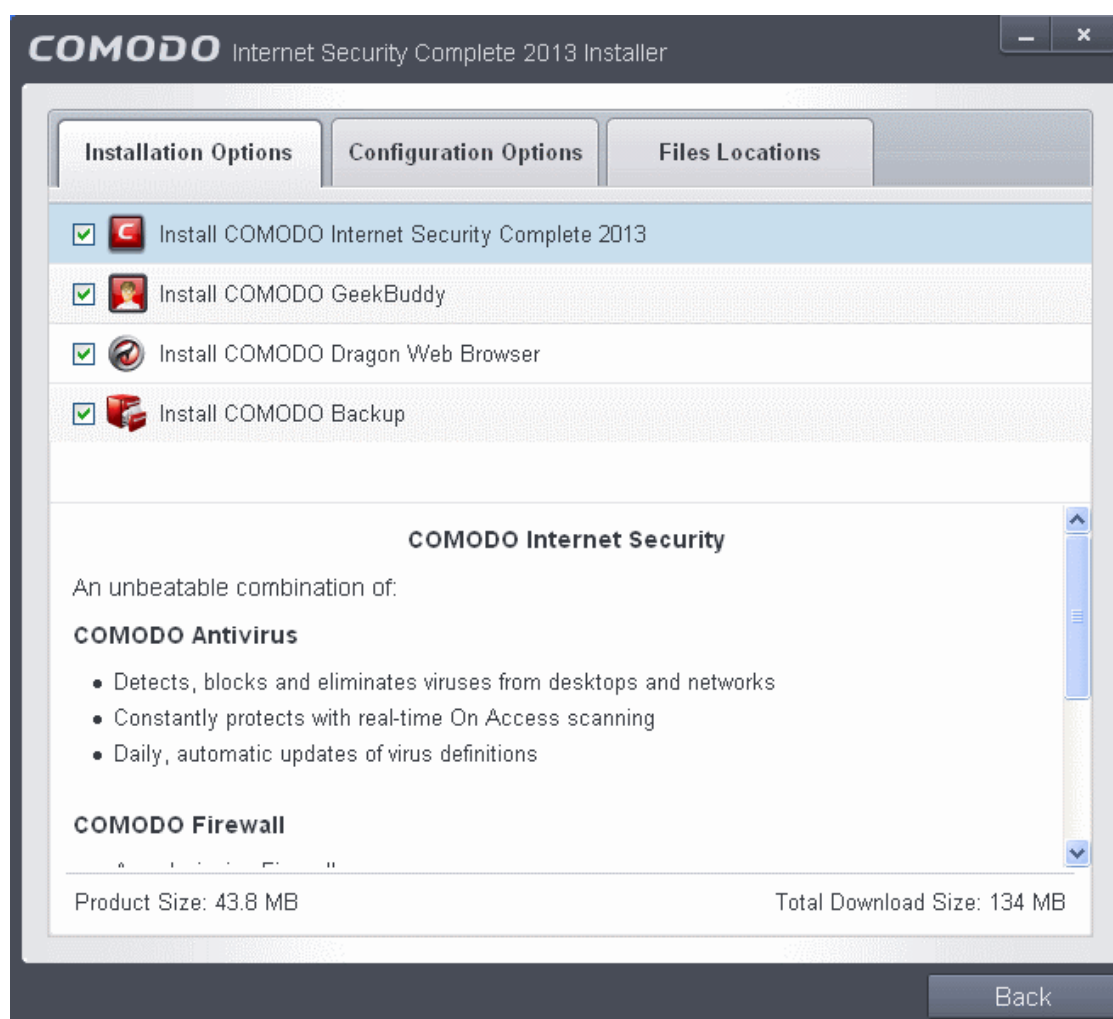 COMODO Internet Security Complete 2013 Installer
Installation Options
Configuration Options
Files Locations
Install COMODO Internet Security Complete 2013
Install COMODO GeekBuddy
Install COMODO Dragon Web Browser
Install COMODO Backup
COMODO Internet Security
An unbeatable combination of:
COMODO Antivirus
• Detects, blocks and eliminates viruses from desktops and networks
• Constantly protects with real-time On Access scanning
• Daily, automatic updates of virus definitions
COMODO Firewall
Product Size: 43.8 MB
Total Download Size: 134 MB
Back